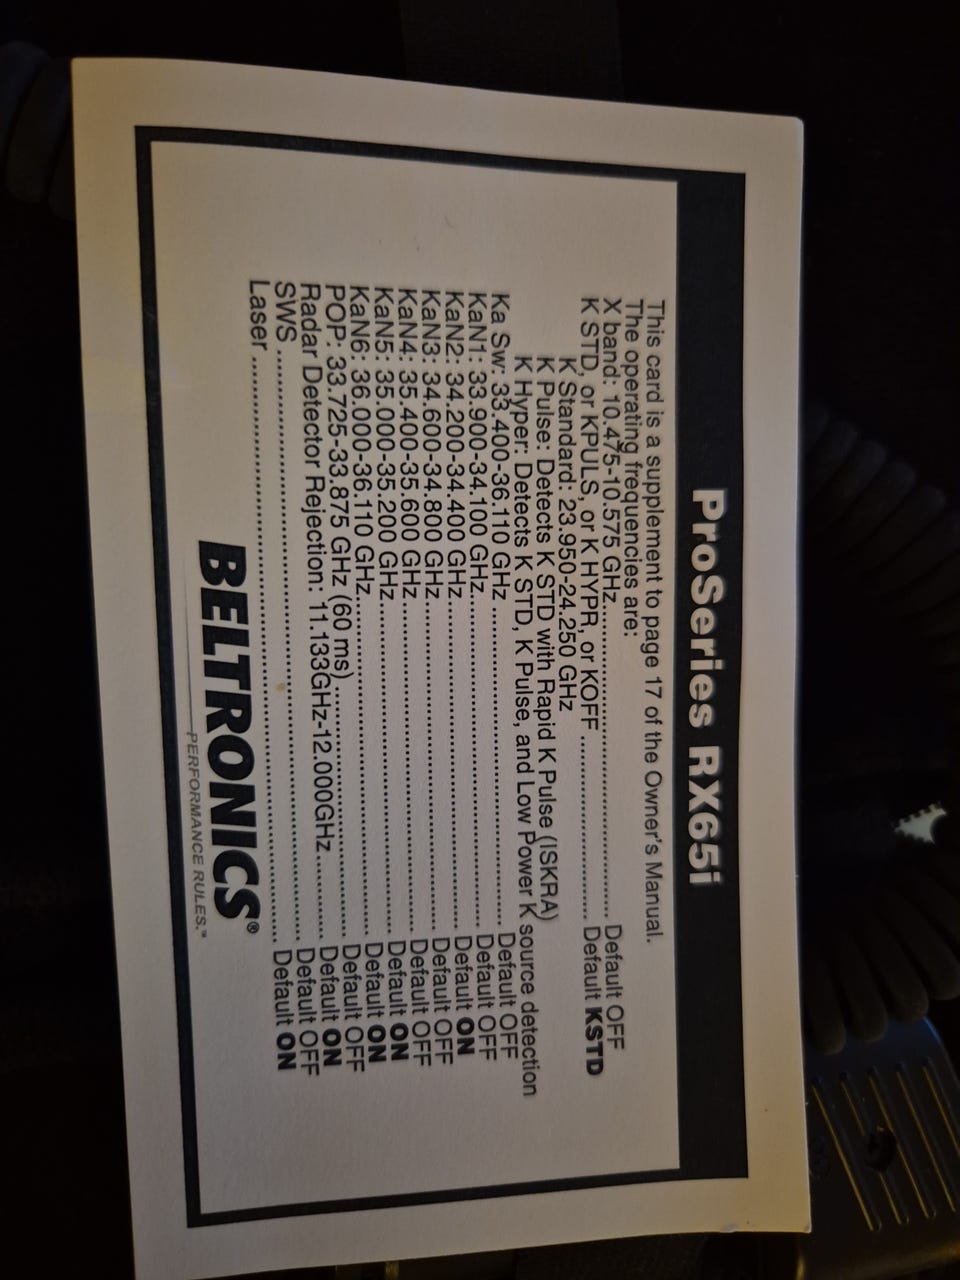 ProSeries RX65i
This card is a supplement to page 17 of the Owner's Manual.
The operating frequencies are:
X band: 10.475-10.575 GHz............................................ Default OFF
K STD, or KPULS, or K HYPR, or KOFF ......................... Default KSTD
K Standard: 23.950-24.250 GHz
K Pulse: Detects K STD with Rapid K Pulse (ISKRA)
K Hyper: Detects K STD, K Pulse, and Low Power K source detection
Ka Sw: 33.400-36.110 GHz ............................................. Default OFF
KaN1: 33.900-34.100 GHz.............................................. Default OFF
KaN2: 34.200-34.400 GHz.............................................. Default ON
KaN3: 34.600-34.800 GHz.............................................. Default OFF
KaN4: 35.400-35.600 GHz.............................................. Default OFF
KaN5: 35.000-35.200 GHz.............................................. Default ON
KaN6: 36.000-36.110 GHz.............................................. Default ON
POP: 33.725-33.875 GHz (60 ms)................................... Default OFF
Radar Detector Rejection: 11.133GHz-12.000GHz............ Default ON
SWS ............................................................................ Default OFF
Laser ........................................................................... Default ON
BELTRONICS®
PERFORMANCE RULES.™